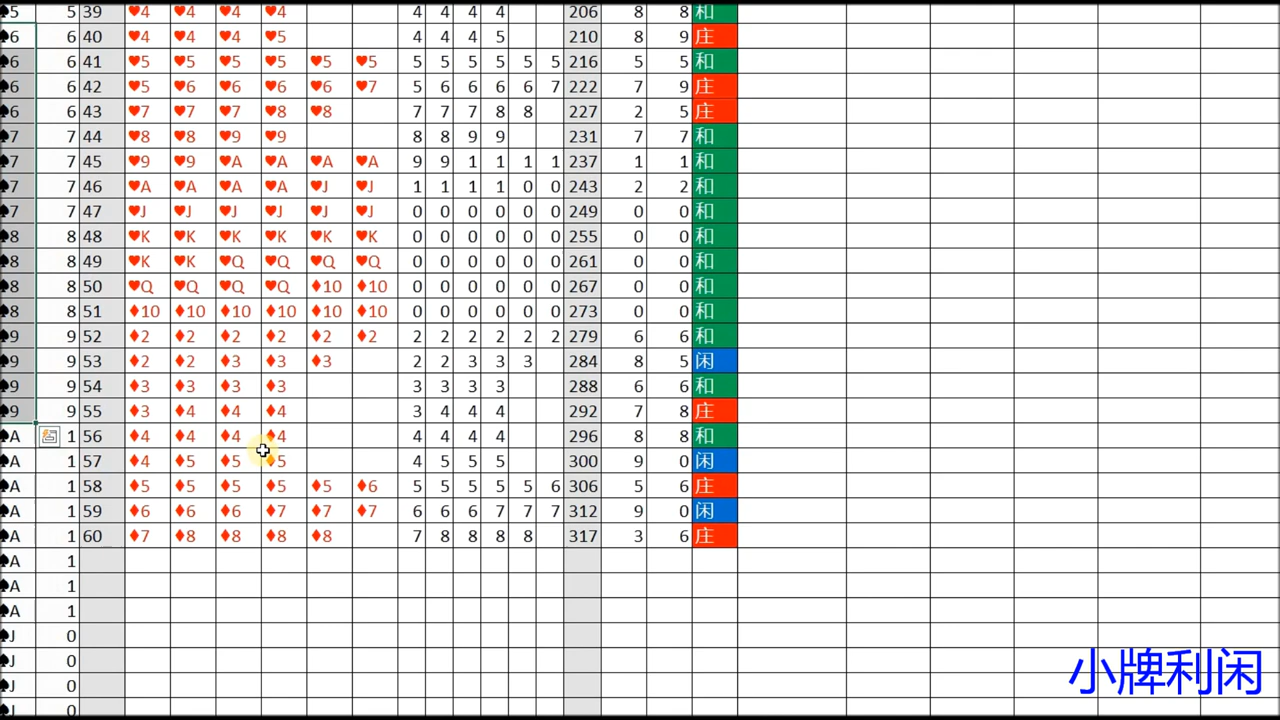 ♠5 5 39 ♥4 ♥4 ♥4 ♥4 4 4 4 4 206 8 8 和
♠6 6 40 ♥4 ♥4 ♥4 ♥5 4 4 4 5 210 8 9 庄
♠6 6 41 ♥5 ♥5 ♥5 ♥5 ♥5 ♥5 5 5 5 5 5 5 216 5 5 和
♠6 6 42 ♥5 ♥6 ♥6 ♥6 ♥6 ♥7 5 6 6 6 6 7 222 7 9 庄
♠6 6 43 ♥7 ♥7 ♥7 ♥8 ♥8 7 7 7 8 8 227 2 5 庄
♠7 7 44 ♥8 ♥8 ♥9 ♥9 8 8 9 9 231 7 7 和
♠7 7 45 ♥9 ♥9 ♥A ♥A ♥A ♥A 9 9 1 1 1 1 237 1 1 和
♠7 7 46 ♥A ♥A ♥A ♥A ♥J ♥J 1 1 1 1 0 0 243 2 2 和
♠7 7 47 ♥J ♥J ♥J ♥J ♥J ♥J 0 0 0 0 0 0 249 0 0 和
♠8 8 48 ♥K ♥K ♥K ♥K ♥K ♥K 0 0 0 0 0 0 255 0 0 和
♠8 8 49 ♥K ♥K ♥Q ♥Q ♥Q ♥Q 0 0 0 0 0 0 261 0 0 和
♠8 8 50 ♥Q ♥Q ♥Q ♥Q ♦10 ♦10 0 0 0 0 0 0 267 0 0 和
♠8 8 51 ♦10 ♦10 ♦10 ♦10 ♦10 ♦10 0 0 0 0 0 0 273 0 0 和
♠9 9 52 ♦2 ♦2 ♦2 ♦2 ♦2 ♦2 2 2 2 2 2 2 279 6 6 和
♠9 9 53 ♦2 ♦2 ♦3 ♦3 ♦3 2 2 3 3 3 284 8 5 闲
♠9 9 54 ♦3 ♦3 ♦3 ♦3 3 3 3 3 288 6 6 和
♠9 9 55 ♦3 ♦4 ♦4 ♦4 3 4 4 4 292 7 8 庄
♠A 1 56 ♦4 ♦4 ♦4 ♦4 4 4 4 4 296 8 8 和
♠A 1 57 ♦4 ♦5 ♦5 ♦5 4 5 5 5 300 9 0 闲
♠A 1 58 ♦5 ♦5 ♦5 ♦5 ♦5 ♦6 5 5 5 5 5 6 306 5 6 庄
♠A 1 59 ♦6 ♦6 ♦6 ♦7 ♦7 ♦7 6 6 6 7 7 7 312 9 0 闲
♠A 1 60 ♦7 ♦8 ♦8 ♦8 ♦8 7 8 8 8 8 317 3 6 庄
♠A 1
♠A 1
♠A 1
♠J 0
♠J 0
♠J 0
♠J 0
小牌利闲